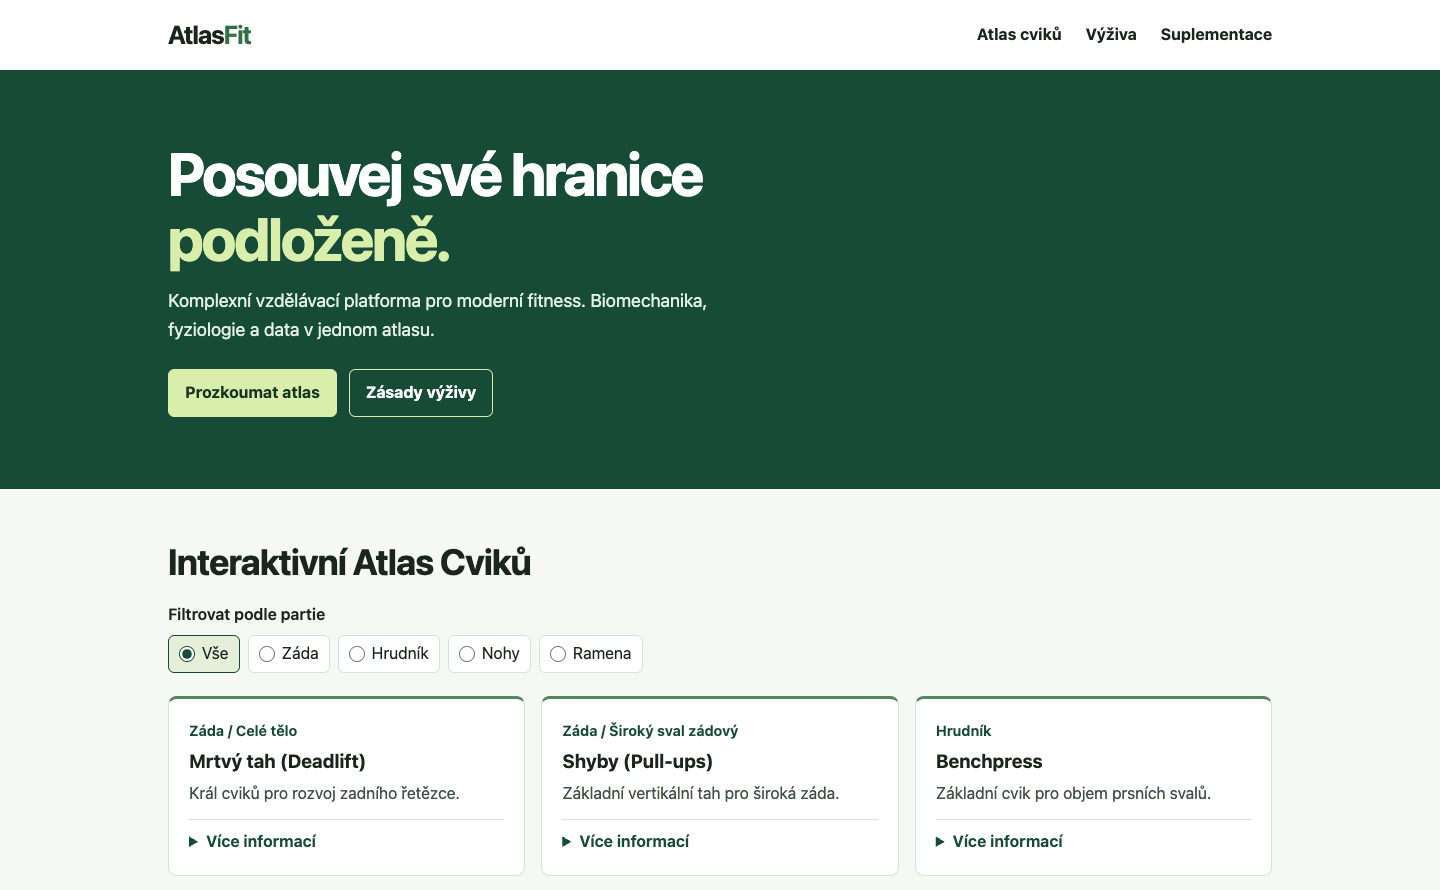 AtlasFit
Atlas cviků Výživa Suplementace
Posouvej své hranice
podloženě.
Komplexní vzdělávací platforma pro moderní fitness. Biomechanika,
fyziologie a data v jednom atlasu.
Prozkoumat atlas Zásady výživy
Interaktivní Atlas Cviků
Filtrovat podle partie
Vše Záda Hrudník Nohy Ramena
Záda / Celé tělo
Mrtvý tah (Deadlift)
Král cviků pro rozvoj zadního řetězce.
Více informací
Záda / Široký sval zádový
Shyby (Pull-ups)
Základní vertikální tah pro široká záda.
Více informací
Hrudník
Benchpress
Základní cvik pro objem prsních svalů.
Více informací